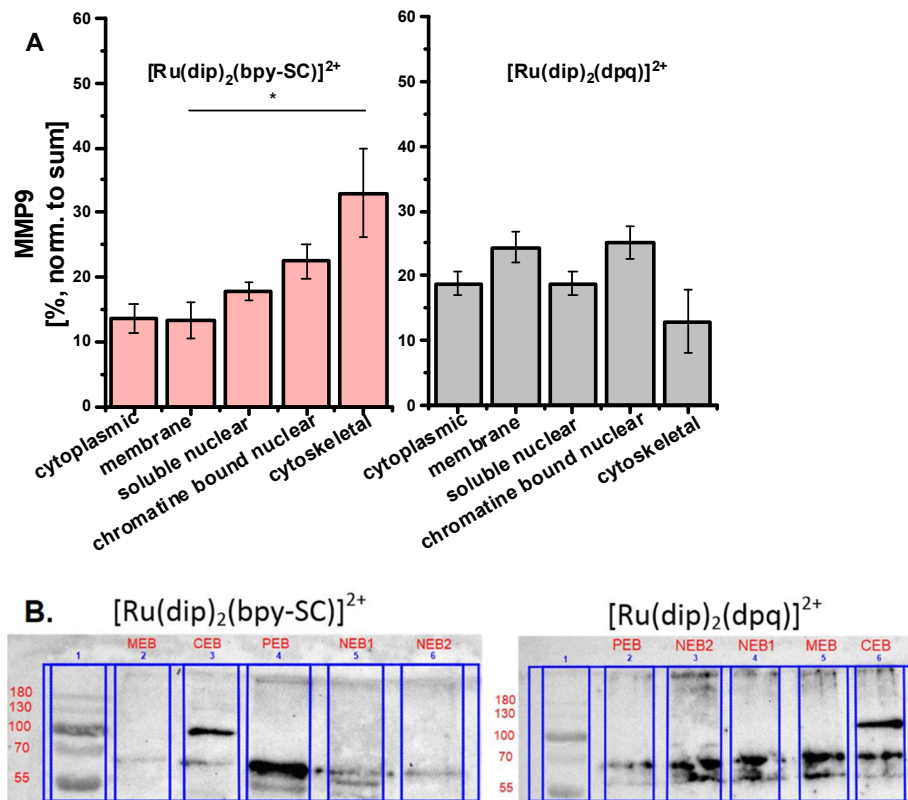 A
[Ru(dip)2(bpy-SC)]2+
*
MMP9
[%, norm. to sum]
60
50
40
30
20
10
0
cytoplasmic
membrane
soluble nuclear
chromatine bound nuclear
cytoskeletal
[Ru(dip)2(dpq)]2+
60
50
40
30
20
10
0
cytoplasmic
membrane
soluble nuclear
chromatine bound nuclear
cytoskeletal
B.
[Ru(dip)2(bpy-SC)]2+
MEB CEB PEB NEB1 NEB2
1 2 3 4 5 6
180
130
100
70
55
[Ru(dip)2(dpq)]2+
PEB NEB2 NEB1 MEB CEB
1 2 3 4 5 6
180
130
100
70
55